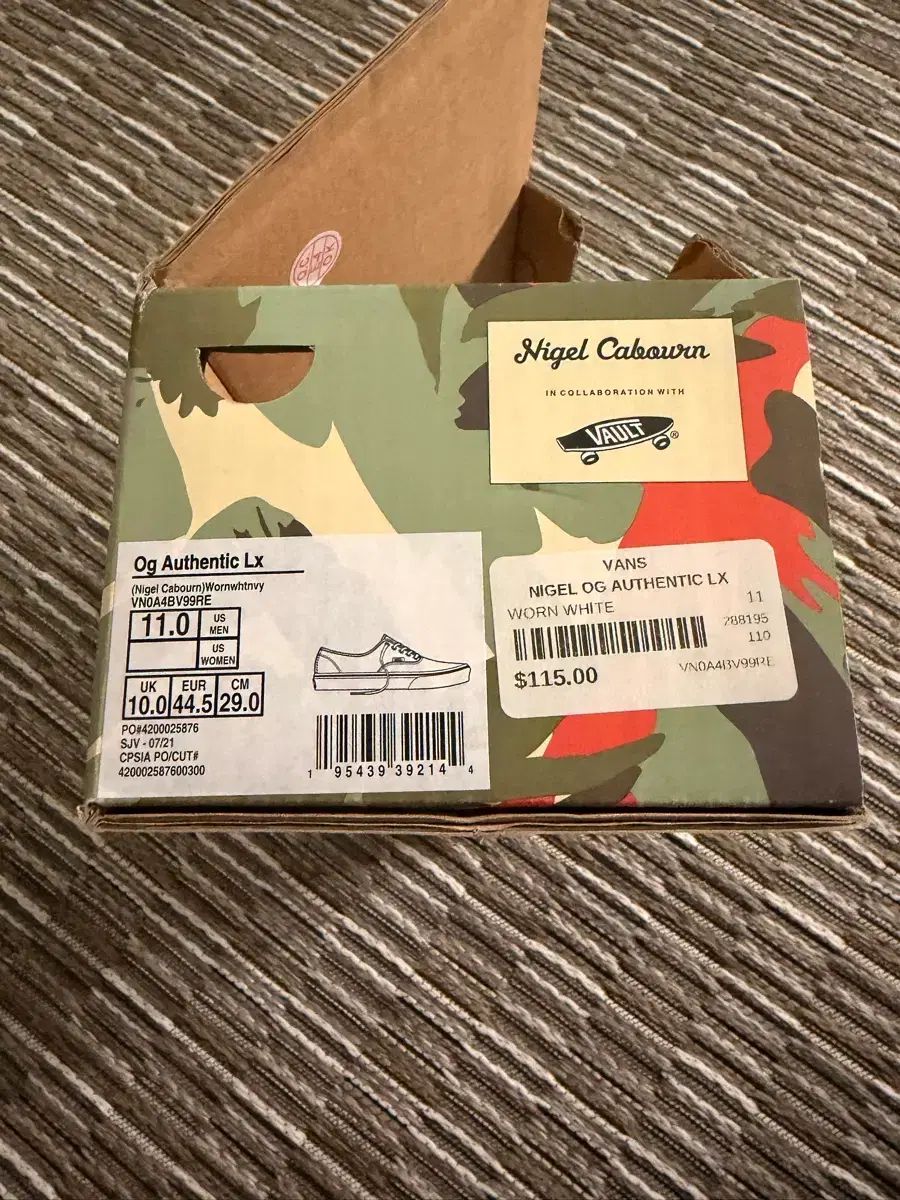 Nigel Cabourn
IN COLLABORATION WITH
VAULT ®
Og Authentic Lx
(Nigel Cabourn)Wornwhtnvy
VN0A4BV99RE
11.0 US MEN
US WOMEN
UK EUR CM
10.0 44.5 29.0
PO#4200025876
SJV - 07/21
CPSIA PO/CUT#
420002587600300
1 95439 39214 4
VANS
NIGEL OG AUTHENTIC LX
WORN WHITE 11
288195
110
$115.00 VN0A4BV99RE